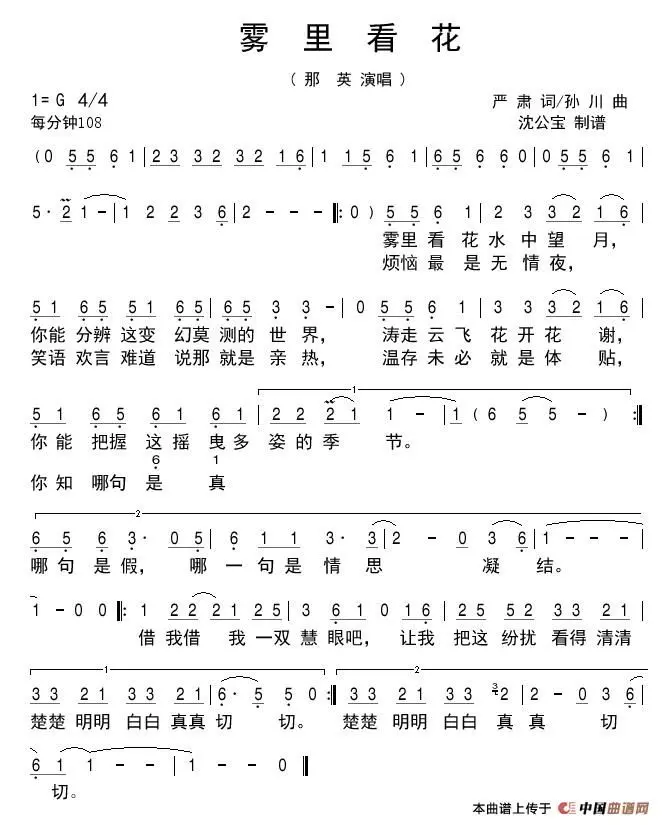 雾 里 看 花
( 那 英 演唱 )
1= G 4/4
严 肃 词/孙 川 曲
每分钟108
沈公宝 制谱
( 0 5 5 6 1 | 2 3 3 2 3 2 1 6 | 1 1 5 6 1 | 6 5 6 6 0 | 0 5 5 6 1 |
5 · 2 1 - | 1 2 2 3 6 | 2 - - - |: 0 ) 5 5 6 1 | 2 3 3 2 1 6 |
雾里 看 花 水 中 望 月,
烦恼 最 是 无 情 夜,
5 1 6 5 5 1 6 5 | 6 5 3 3 - | 0 5 5 6 1 | 3 3 3 2 1 6 |
你能 分辨 这变 幻莫 测的 世 界, 涛走 云 飞 花 开 花 谢,
笑语 欢言 难道 说那 就是 亲 热, 温存 未 必 就 是 体 贴,
1
5 1 6 5 6 1 6 1 | 2 2 2 2 1 1 - | 1 ( 6 5 5 - ) :|
你 能 把握 这 摇 曳 多 姿 的 季 节。
6 1
你 知 哪句 是 真
2
6 5 6 3 · 0 5 | 6 1 1 3 · 3 | 2 - 0 3 6 | 1 - - -
哪 句 是 假, 哪 一 句 是 情 思 凝 结。
1 - 0 0 |: 1 2 2 2 1 2 5 | 3 6 1 0 1 6 | 2 5 5 2 3 3 2 1 |
借 我借 我 一双 慧 眼吧, 让我 把这 纷扰 看得 清清
1 2
3 3 2 1 3 3 2 1 | 6 · 5 5 0 :| 3 3 2 1 3 3 3 2 2 | 2 - 0 3 6
楚楚 明明 白白 真真 切 切。 楚楚 明明 白白 真 真 切
6 1 1 - - | 1 - 0 0 |
切。
本曲谱上传于 中国曲谱网